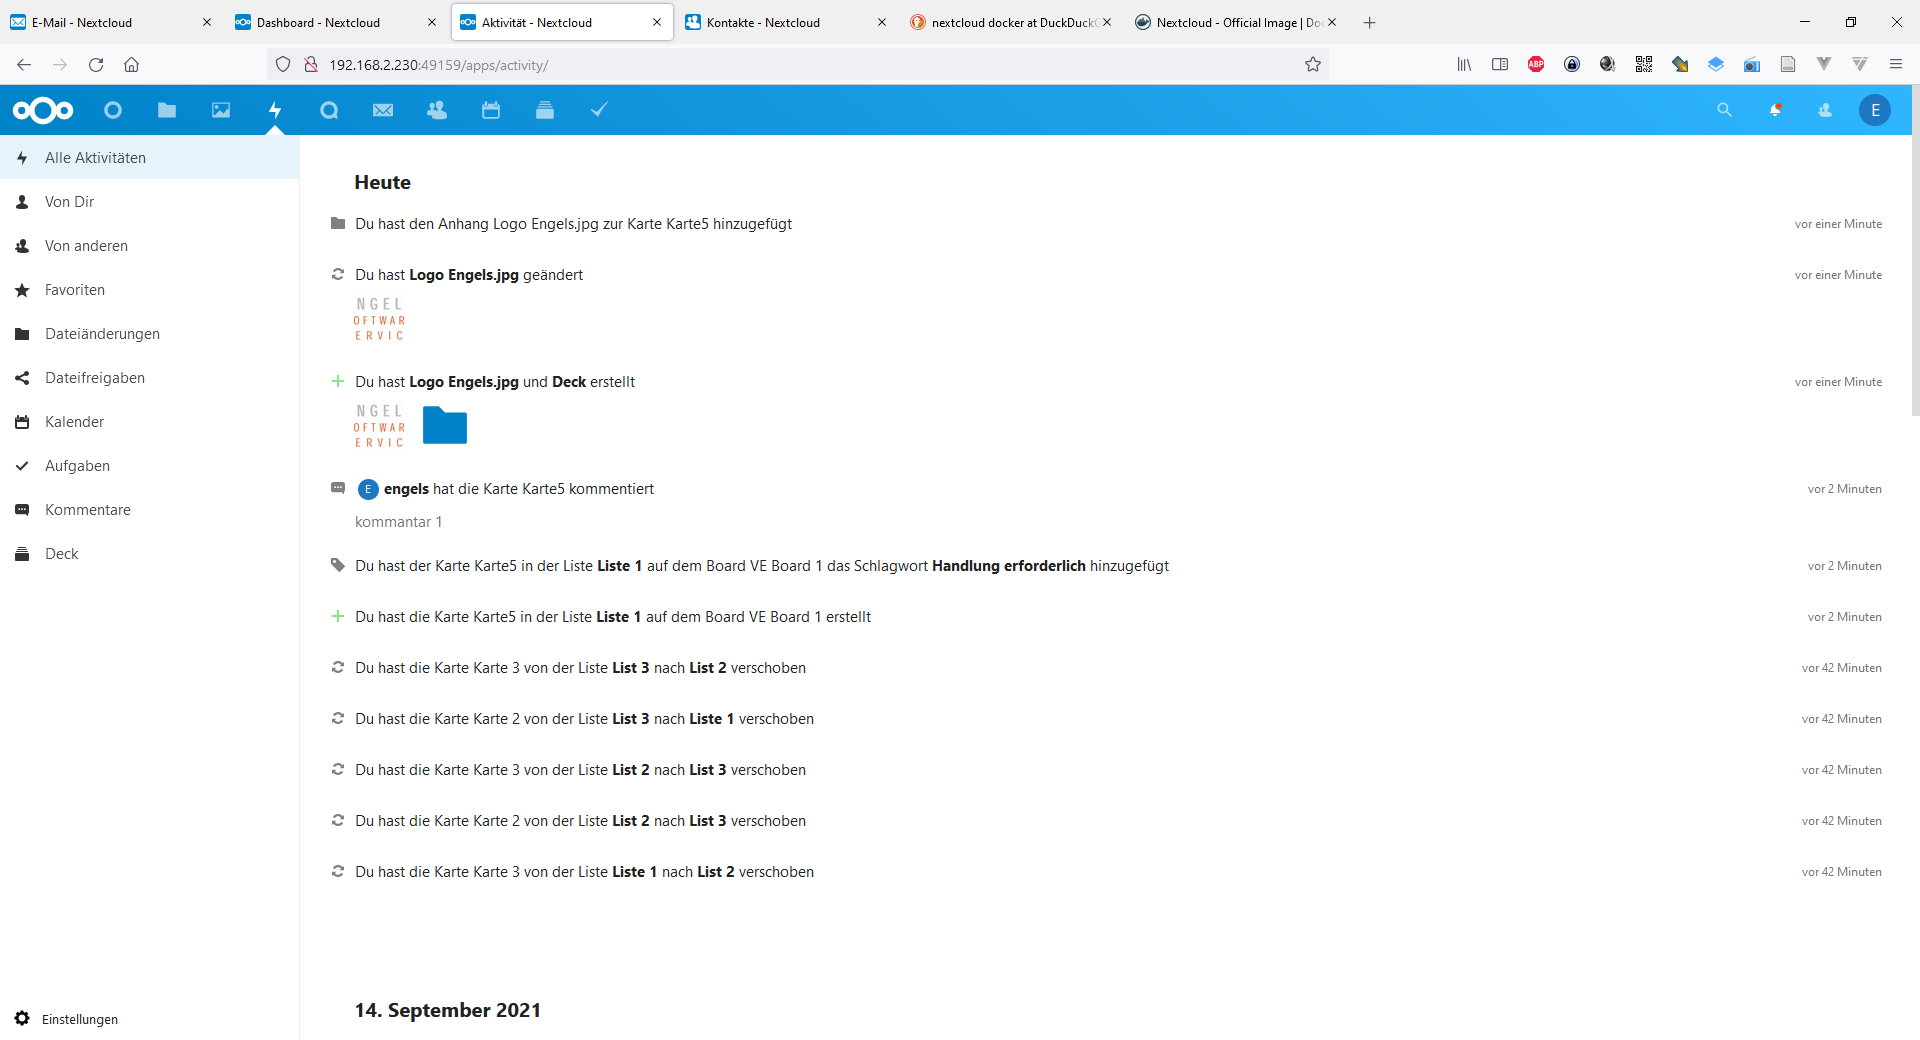 E-Mail - Nextcloud
Dashboard - Nextcloud
Aktivität - Nextcloud
Kontakte - Nextcloud
nextcloud docker at DuckDuckG
Nextcloud - Official Image | Doc
192.168.2.230:49159/apps/activity/
ABP
E
Alle Aktivitäten
Von Dir
Von anderen
Favoriten
Dateiänderungen
Dateifreigaben
Kalender
Aufgaben
Kommentare
Deck
Einstellungen
Heute
Du hast den Anhang Logo Engels.jpg zur Karte Karte5 hinzugefügt
vor einer Minute
Du hast Logo Engels.jpg geändert
vor einer Minute
NGEL
OFTWAR
ERVIC
Du hast Logo Engels.jpg und Deck erstellt
vor einer Minute
NGEL
OFTWAR
ERVIC
E engels hat die Karte Karte5 kommentiert
vor 2 Minuten
kommantar 1
Du hast der Karte Karte5 in der Liste Liste 1 auf dem Board VE Board 1 das Schlagwort Handlung erforderlich hinzugefügt
vor 2 Minuten
Du hast die Karte Karte5 in der Liste Liste 1 auf dem Board VE Board 1 erstellt
vor 2 Minuten
Du hast die Karte Karte 3 von der Liste List 3 nach List 2 verschoben
vor 42 Minuten
Du hast die Karte Karte 2 von der Liste List 3 nach Liste 1 verschoben
vor 42 Minuten
Du hast die Karte Karte 3 von der Liste List 2 nach List 3 verschoben
vor 42 Minuten
Du hast die Karte Karte 2 von der Liste List 2 nach List 3 verschoben
vor 42 Minuten
Du hast die Karte Karte 3 von der Liste Liste 1 nach List 2 verschoben
vor 42 Minuten
14. September 2021